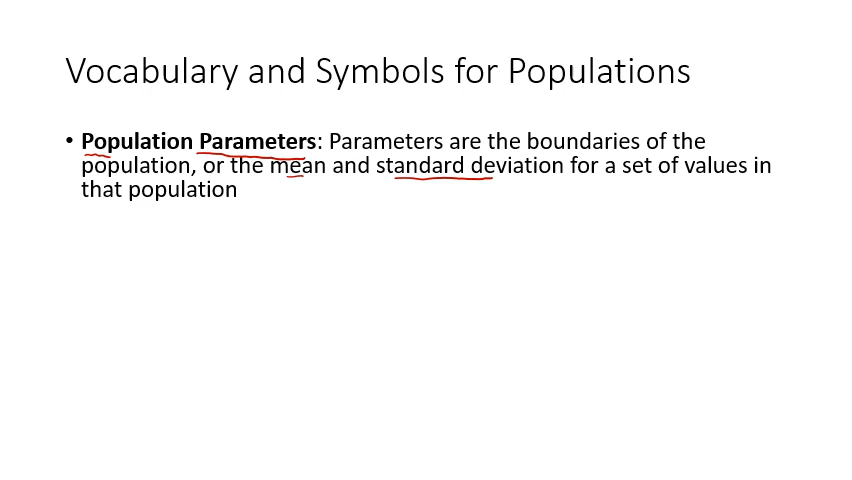 Vocabulary and Symbols for Populations
• Population Parameters: Parameters are the boundaries of the
population, or the mean and standard deviation for a set of values in
that population